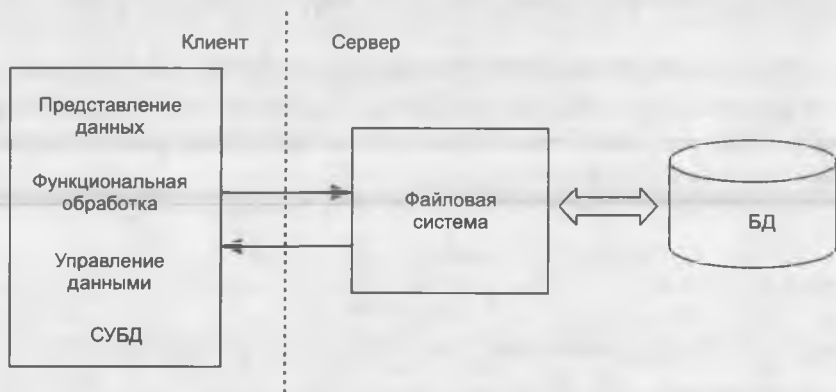 Клиент
Сервер
Представление
данных
Функциональная
обработка
Управление
данными
СУБД
Файловая
система
БД